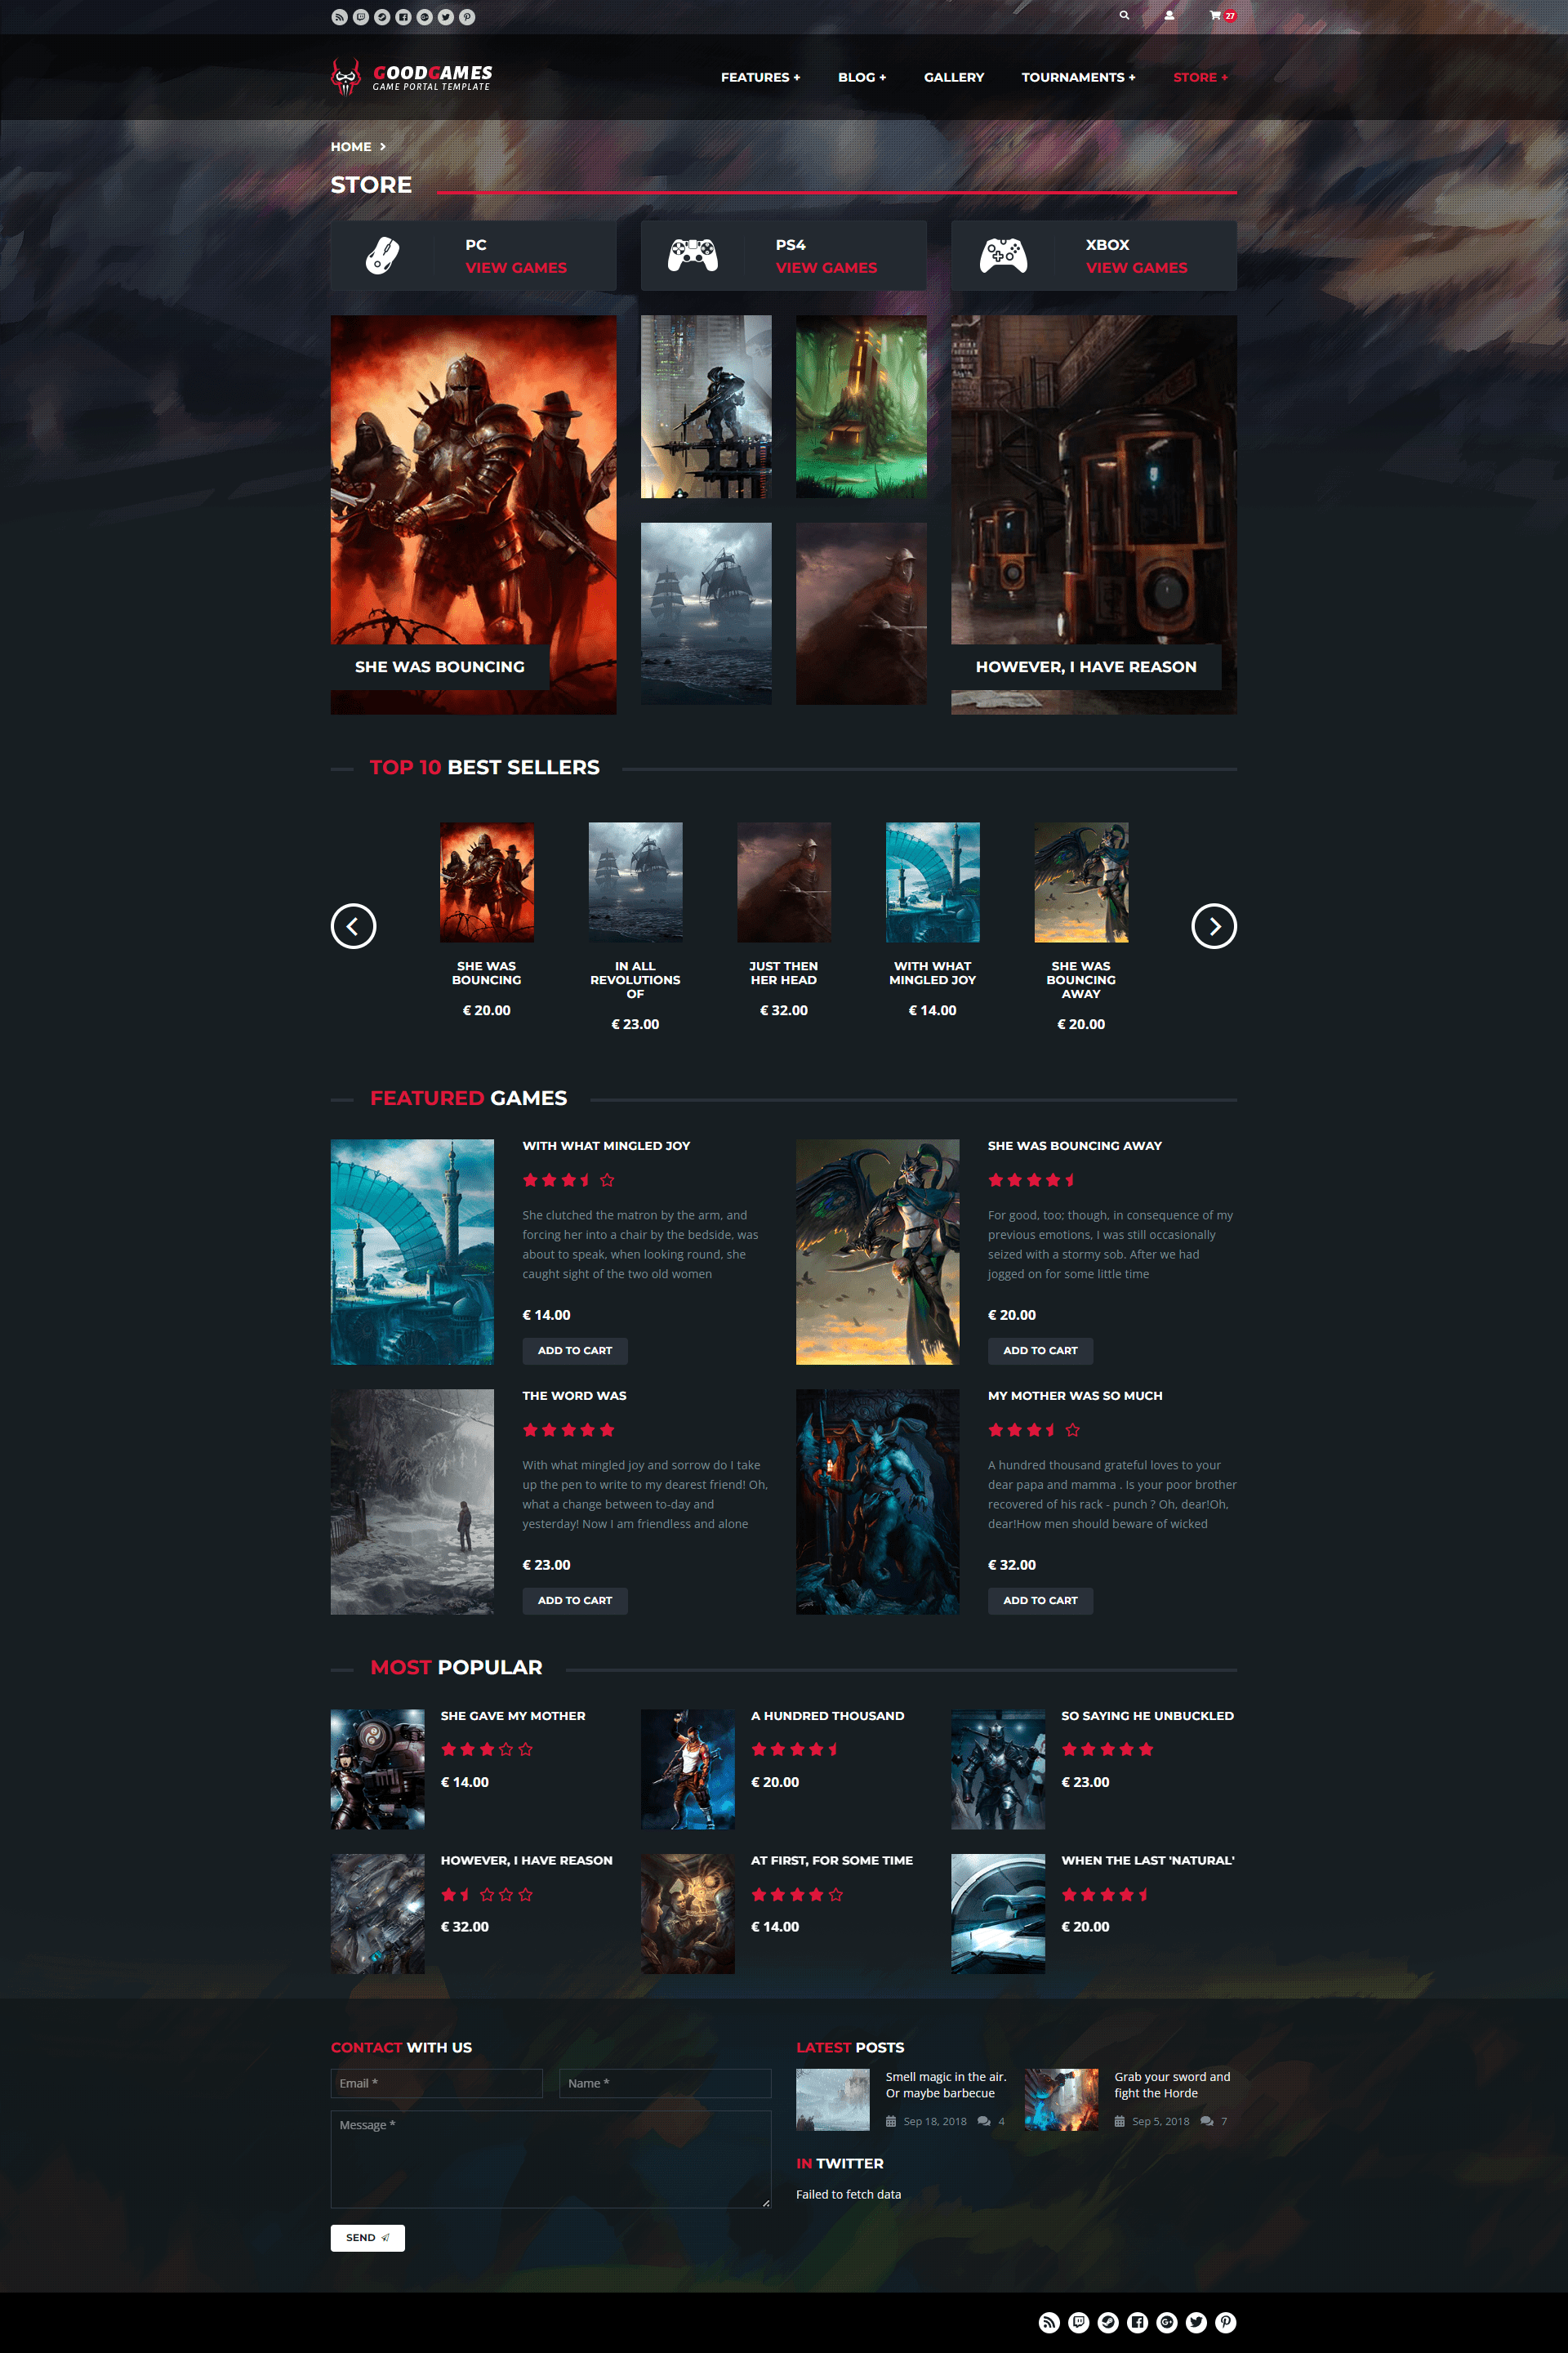 27
GOODGAMES
GAME PORTAL TEMPLATE
FEATURES +
BLOG +
GALLERY
TOURNAMENTS +
STORE +
HOME
STORE
PC
VIEW GAMES
PS4
VIEW GAMES
XBOX
VIEW GAMES
SHE WAS BOUNCING
HOWEVER, I HAVE REASON
TOP 10 BEST SELLERS
SHE WAS
BOUNCING
€ 20.00
IN ALL
REVOLUTIONS
OF
€ 23.00
JUST THEN
HER HEAD
€ 32.00
WITH WHAT
MINGLED JOY
€ 14.00
SHE WAS
BOUNCING
AWAY
€ 20.00
FEATURED GAMES
WITH WHAT MINGLED JOY
She clutched the matron by the arm, and
forcing her into a chair by the bedside, was
about to speak, when looking round, she
caught sight of the two old women
€ 14.00
ADD TO CART
SHE WAS BOUNCING AWAY
For good, too; though, in consequence of my
previous emotions, I was still occasionally
seized with a stormy sob. After we had
jogged on for some little time
€ 20.00
ADD TO CART
THE WORD WAS
With what mingled joy and sorrow do I take
up the pen to write to my dearest friend! Oh,
what a change between to-day and
yesterday! Now I am friendless and alone
€ 23.00
ADD TO CART
MY MOTHER WAS SO MUCH
A hundred thousand grateful loves to your
dear papa and mamma . Is your poor brother
recovered of his rack - punch ? Oh, dear!Oh,
dear!How men should beware of wicked
€ 32.00
ADD TO CART
MOST POPULAR
SHE GAVE MY MOTHER
€ 14.00
A HUNDRED THOUSAND
€ 20.00
SO SAYING HE UNBUCKLED
€ 23.00
HOWEVER, I HAVE REASON
€ 32.00
AT FIRST, FOR SOME TIME
€ 14.00
WHEN THE LAST 'NATURAL'
€ 20.00
CONTACT WITH US
Email *
Name *
Message *
SEND
LATEST POSTS
Smell magic in the air.
Or maybe barbecue
Sep 18, 2018 4
Grab your sword and
fight the Horde
Sep 5, 2018 7
IN TWITTER
Failed to fetch data